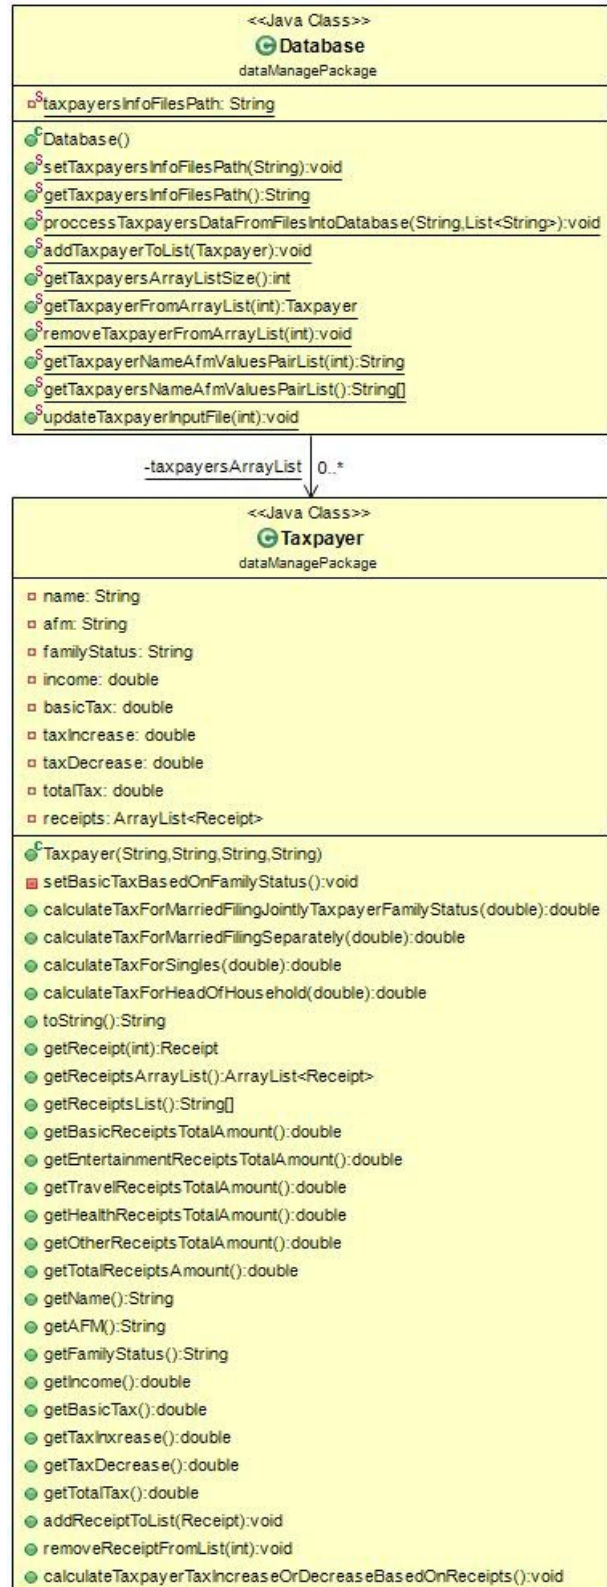 <<Java Class>>
Database
dataManagePackage
taxpayersInfoFilesPath: String
Database()
setTaxpayersInfoFilesPath(String):void
getTaxpayersInfoFilesPath():String
proccessTaxpayersDataFromFilesIntoDatabase(String,List<String>):void
addTaxpayerToList(Taxpayer):void
getTaxpayersArrayListSize():int
getTaxpayerFromArrayList(int):Taxpayer
removeTaxpayerFromArrayList(int):void
getTaxpayerNameAfmValuesPairList(int):String
getTaxpayersNameAfmValuesPairList():String[]
updateTaxpayerInputFile(int):void
-taxpayersArrayList 0..*
<<Java Class>>
Taxpayer
dataManagePackage
name: String
afm: String
familyStatus: String
income: double
basicTax: double
taxIncrease: double
taxDecrease: double
totalTax: double
receipts: ArrayList<Receipt>
Taxpayer(String,String,String,String)
setBasicTaxBasedOnFamilyStatus():void
calculateTaxForMarriedFilingJointlyTaxpayerFamilyStatus(double):double
calculateTaxForMarriedFilingSeparately(double):double
calculateTaxForSingles(double):double
calculateTaxForHeadOfHousehold(double):double
toString():String
getReceipt(int):Receipt
getReceiptsArrayList():ArrayList<Receipt>
getReceiptsList():String[]
getBasicReceiptsTotalAmount():double
getEntertainmentReceiptsTotalAmount():double
getTravelReceiptsTotalAmount():double
getHealthReceiptsTotalAmount():double
getOtherReceiptsTotalAmount():double
getTotalReceiptsAmount():double
getName():String
getAFM():String
getFamilyStatus():String
getIncome():double
getBasicTax():double
getTaxInxrease():double
getTaxDecrease():double
getTotalTax():double
addReceiptToList(Receipt):void
removeReceiptFromList(int):void
calculateTaxpayerTaxIncreaseOrDecreaseBasedOnReceipts():void